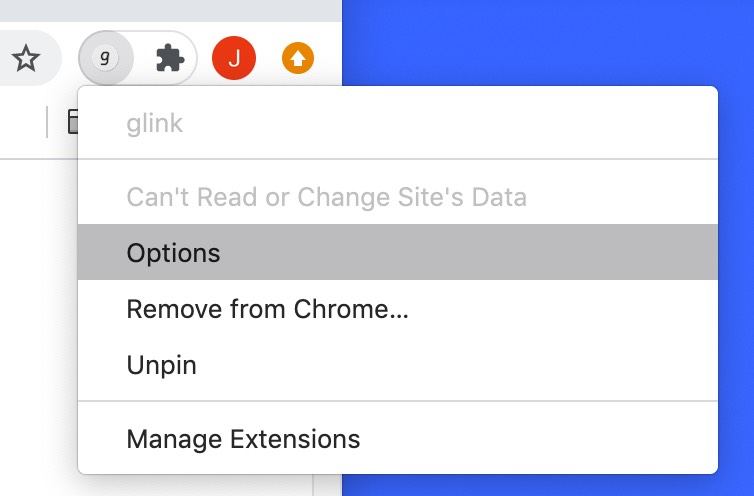 g
J
glink
Can't Read or Change Site's Data
Options
Remove from Chrome...
Unpin
Manage Extensions